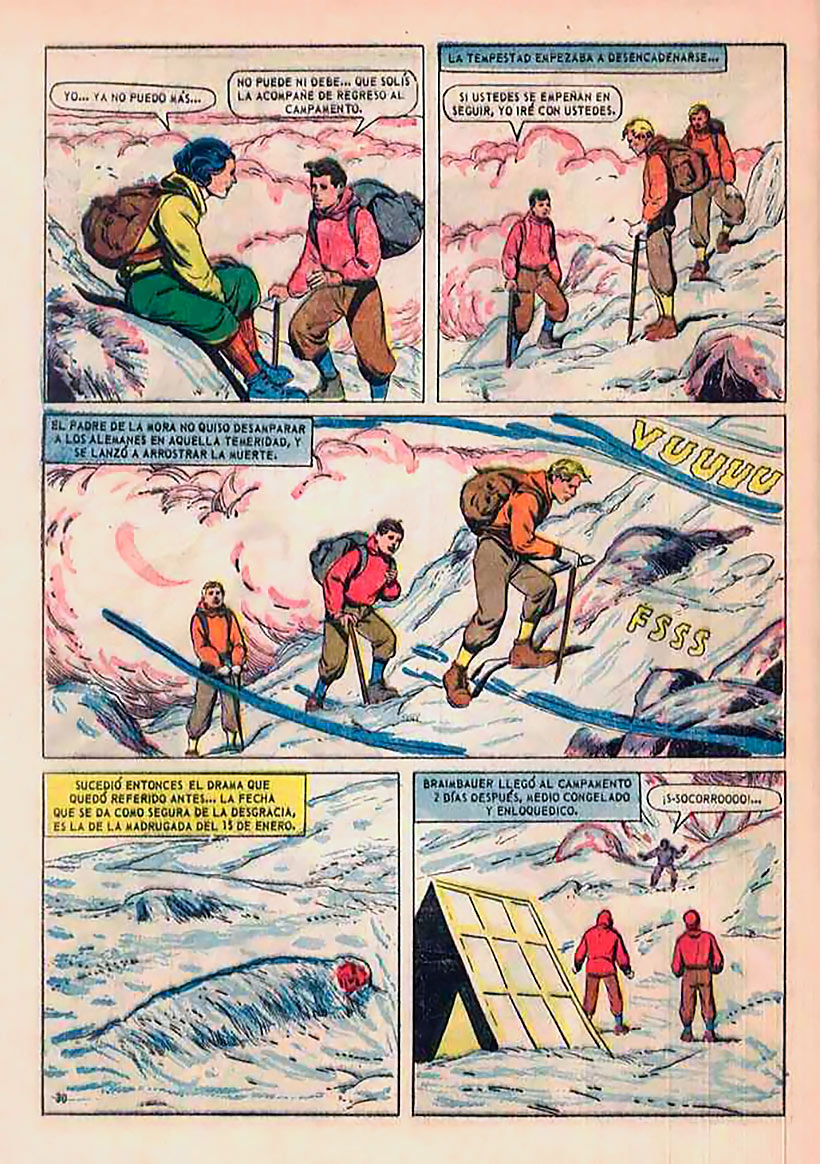 YO... YA NO PUEDO MÁS...
NO PUEDE NI DEBE... QUE SOLÍS
LA ACOMPAÑE DE REGRESO AL
CAMPAMENTO.
LA TEMPESTAD EMPEZABA A DESENCADENARSE...
SI USTEDES SE EMPEÑAN EN
SEGUIR, YO IRÉ CON USTEDES.
EL PADRE DE LA MORA NO QUISO DESAMPARAR
A LOS ALEMANES EN AQUELLA TEMERIDAD, Y
SE LANZÓ A ARROSTRAR LA MUERTE.
VUUUU
FSSS
SUCEDIÓ ENTONCES EL DRAMA QUE
QUEDÓ REFERIDO ANTES... LA FECHA
QUE SE DA COMO SEGURA DE LA DESGRACIA,
ES LA DE LA MADRUGADA DEL 15 DE ENERO.
30
BRAIMBAUER LLEGÓ AL CAMPAMENTO
2 DÍAS DESPUÉS, MEDIO CONGELADO
Y ENLOQUEDICO.
¡S-SOCORROOOO!...